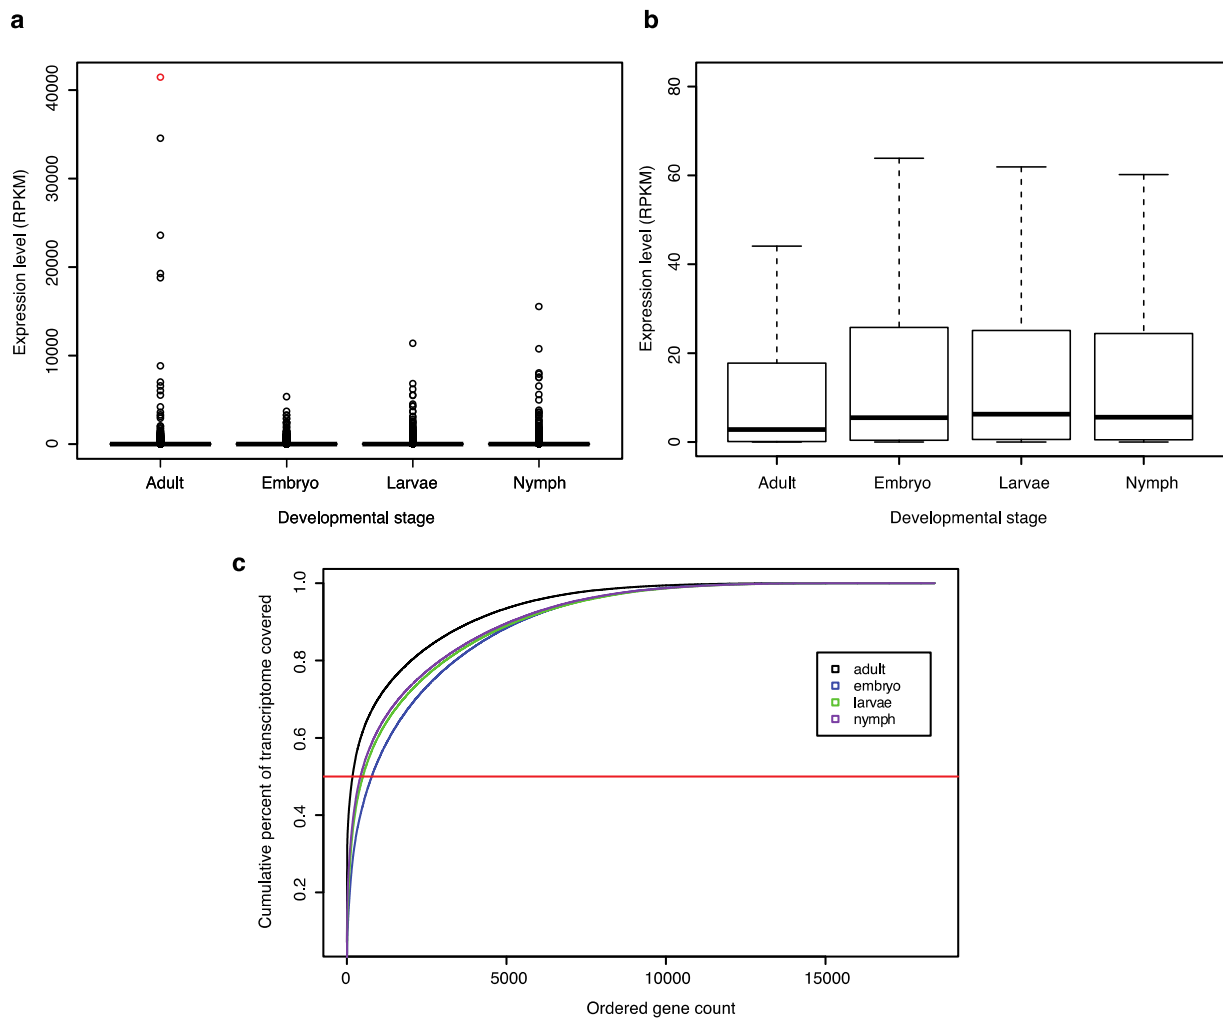 a
Expression level (RPKM)
40000
30000
20000
10000
0
Adult Embryo Larvae Nymph
Developmental stage
b
Expression level (RPKM)
80
60
40
20
0
Adult Embryo Larvae Nymph
Developmental stage
c
Cumulative percent of transcriptome covered
1.0
0.8
0.6
0.4
0.2
adult
embryo
larvae
nymph
0 5000 10000 15000
Ordered gene count